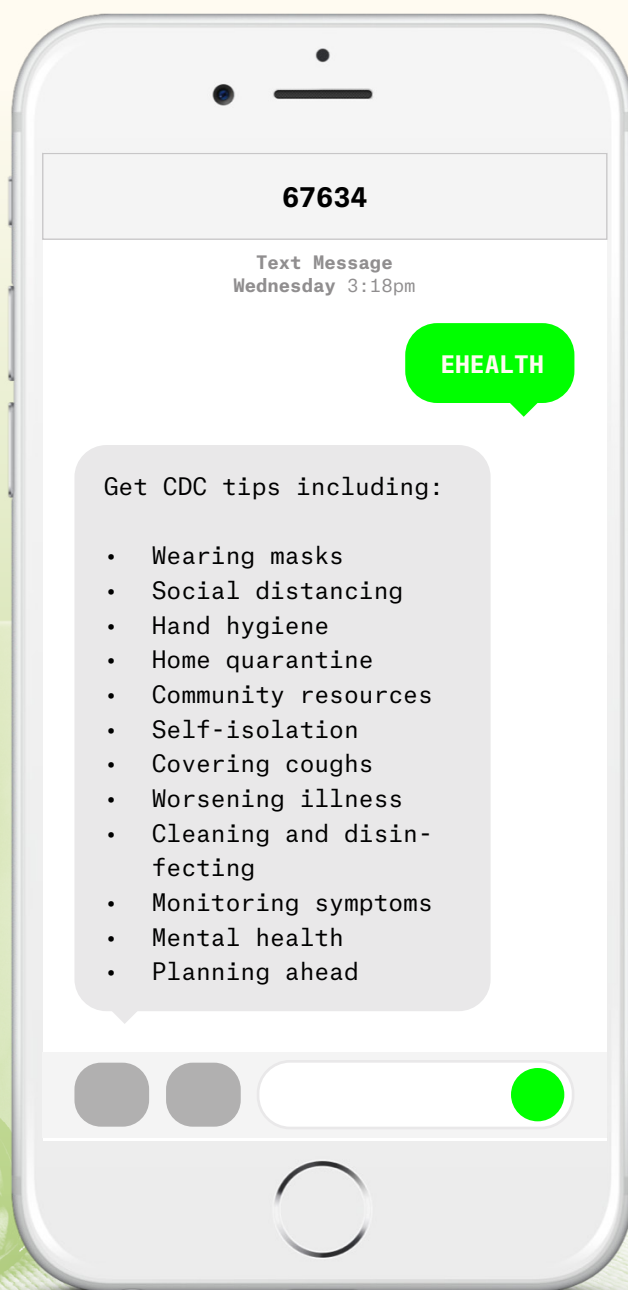 67634
Text Message
Wednesday 3:18pm
EHEALTH
Get CDC tips including:
• Wearing masks
• Social distancing
• Hand hygiene
• Home quarantine
• Community resources
• Self-isolation
• Covering coughs
• Worsening illness
• Cleaning and disin-
fecting
• Monitoring symptoms
• Mental health
• Planning ahead